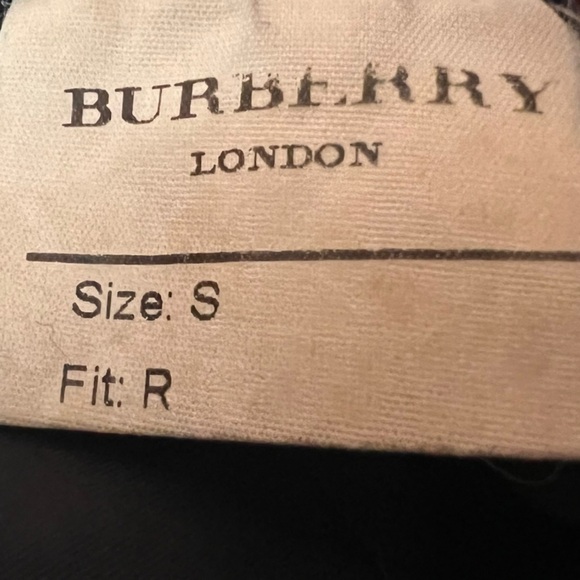 BURBERRY
LONDON
Size: S
Fit: R